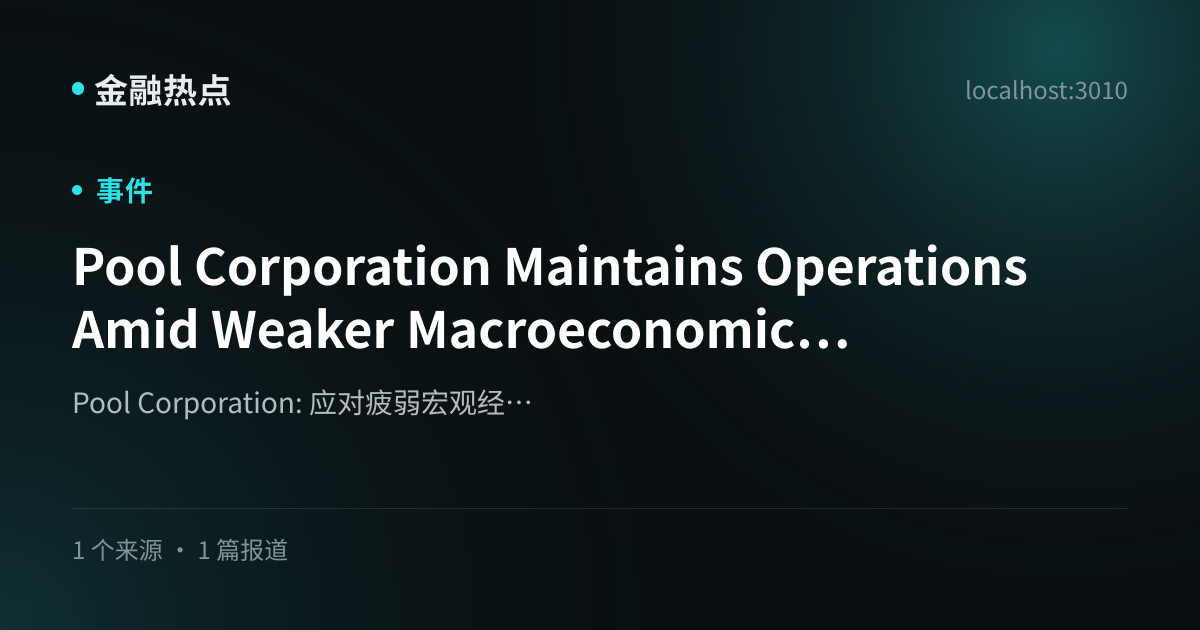 金融热点
localhost:3010
事件
Pool Corporation Maintains Operations
Amid Weaker Macroeconomic…
Pool Corporation: 应对疲弱宏观经…
1 个来源 · 1 篇报道